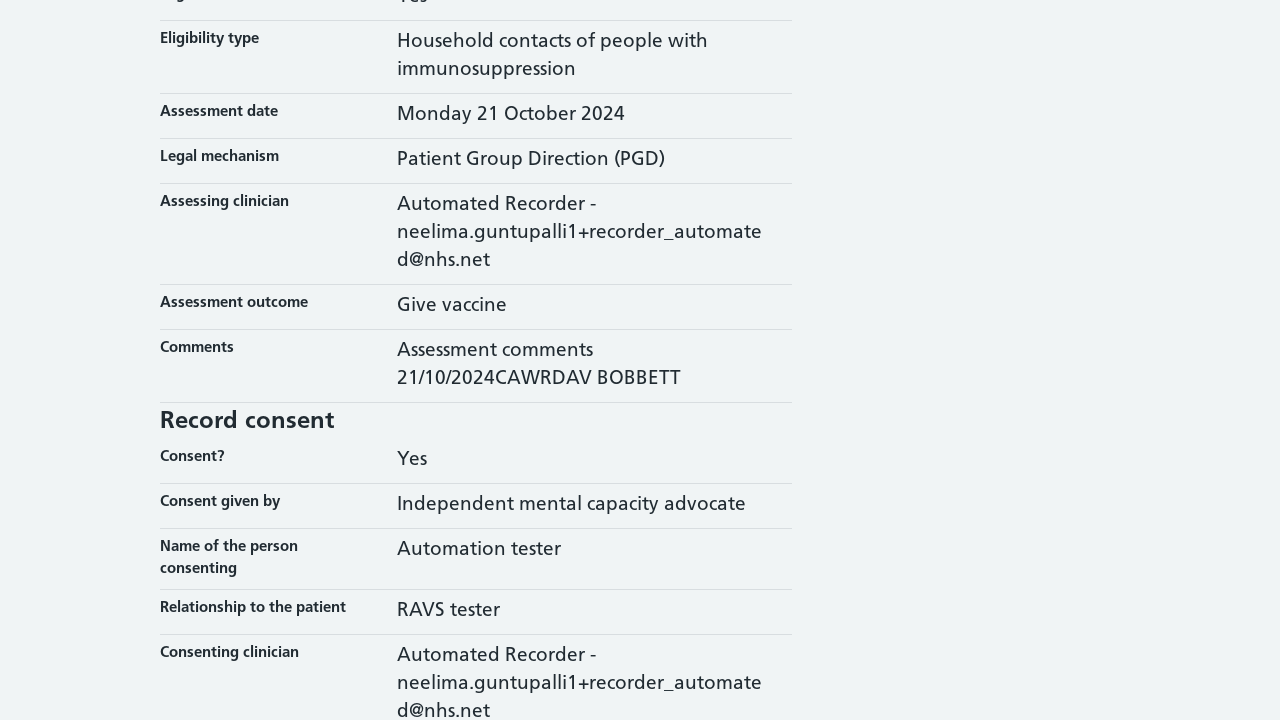 Eligibility type
Household contacts of people with
immunosuppression
Assessment date
Monday 21 October 2024
Legal mechanism
Patient Group Direction (PGD)
Assessing clinician
Automated Recorder -
neelima.guntupalli1+recorder_automate
d@nhs.net
Assessment outcome
Give vaccine
Comments
Assessment comments
21/10/2024CAWRDAV BOBBETT
Record consent
Consent?
Yes
Consent given by
Independent mental capacity advocate
Name of the person
consenting
Automation tester
Relationship to the patient
RAVS tester
Consenting clinician
Automated Recorder -
neelima.guntupalli1+recorder_automate
d@nhs.net